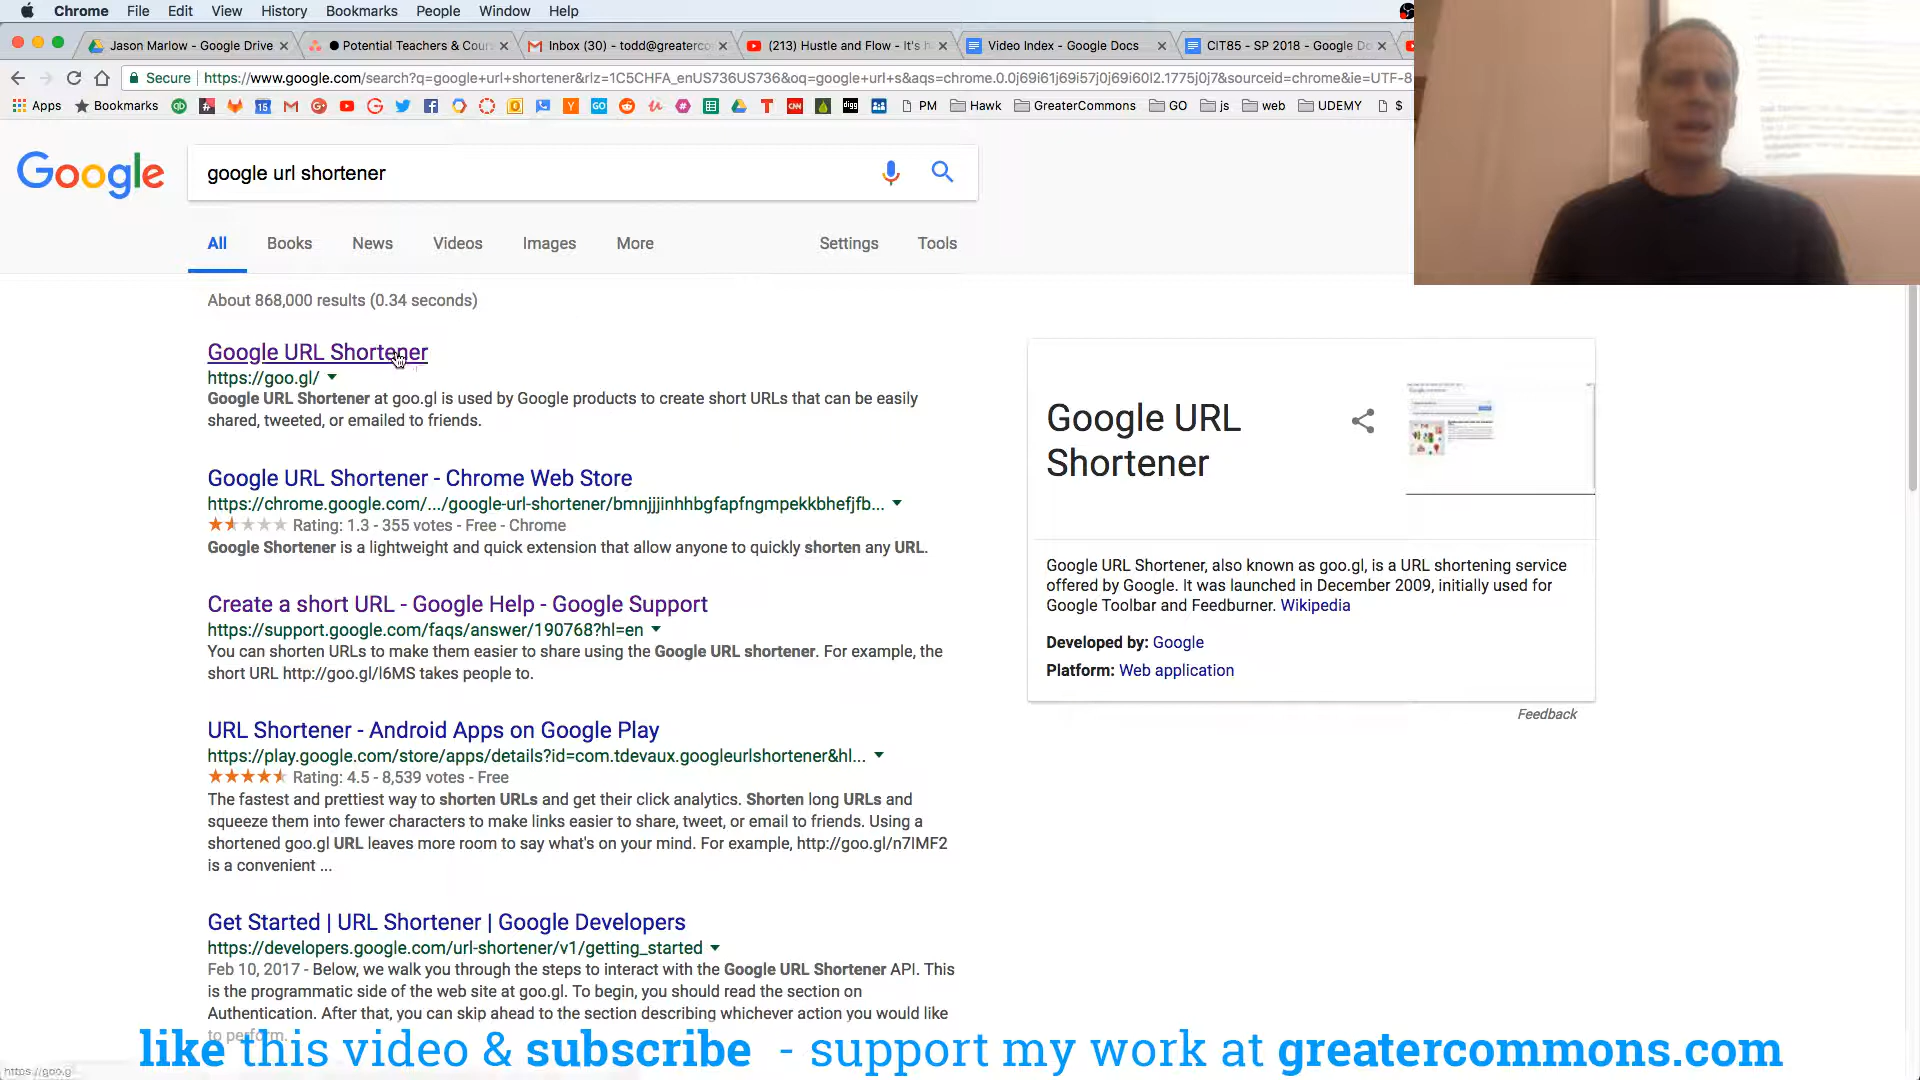 Chrome File Edit View History Bookmarks People Window Help
Jason Marlow - Google Drive
Potential Teachers & Cour
Inbox (30) - todd@greaterco
(213) Hustle and Flow - It's h
Video Index - Google Docs
CIT85 - SP 2018 - Google Do
Secure https://www.google.com/search?q=google+url+shortener&rlz=1C5CHFA_enUS736US736&oq=google+url+s&aqs=chrome.0.0j69i61j69i57j0j69i60l2.1775j0j7&sourceid=chrome&ie=UTF-8
Apps Bookmarks PM Hawk GreaterCommons GO js web UDEMY $
Google
google url shortener
All Books News Videos Images More Settings Tools
About 868,000 results (0.34 seconds)
Google URL Shortener
https://goo.gl/
Google URL Shortener at goo.gl is used by Google products to create short URLs that can be easily
shared, tweeted, or emailed to friends.
Google URL Shortener - Chrome Web Store
https://chrome.google.com/.../google-url-shortener/bmnjjjinhhbgfapfngmpekkbhefjfb...
Rating: 1.3 - 355 votes - Free - Chrome
Google Shortener is a lightweight and quick extension that allow anyone to quickly shorten any URL.
Create a short URL - Google Help - Google Support
https://support.google.com/faqs/answer/190768?hl=en
You can shorten URLs to make them easier to share using the Google URL shortener. For example, the
short URL http://goo.gl/l6MS takes people to.
URL Shortener - Android Apps on Google Play
https://play.google.com/store/apps/details?id=com.tdevaux.googleurlshortener&hl...
Rating: 4.5 - 8,539 votes - Free
The fastest and prettiest way to shorten URLs and get their click analytics. Shorten long URLs and
squeeze them into fewer characters to make links easier to share, tweet, or email to friends. Using a
shortened goo.gl URL leaves more room to say what's on your mind. For example, http://goo.gl/n7lMF2
is a convenient ...
Get Started | URL Shortener | Google Developers
https://developers.google.com/url-shortener/v1/getting_started
Feb 10, 2017 - Below, we walk you through the steps to interact with the Google URL Shortener API. This
is the programmatic side of the web site at goo.gl. To begin, you should read the section on
Authentication. After that, you can skip ahead to the section describing whichever action you would like
to perform.
Google URL
Shortener
Google URL Shortener, also known as goo.gl, is a URL shortening service
offered by Google. It was launched in December 2009, initially used for
Google Toolbar and Feedburner. Wikipedia
Developed by: Google
Platform: Web application
Feedback
like this video & subscribe - support my work at greatercommons.com
https://goo.g